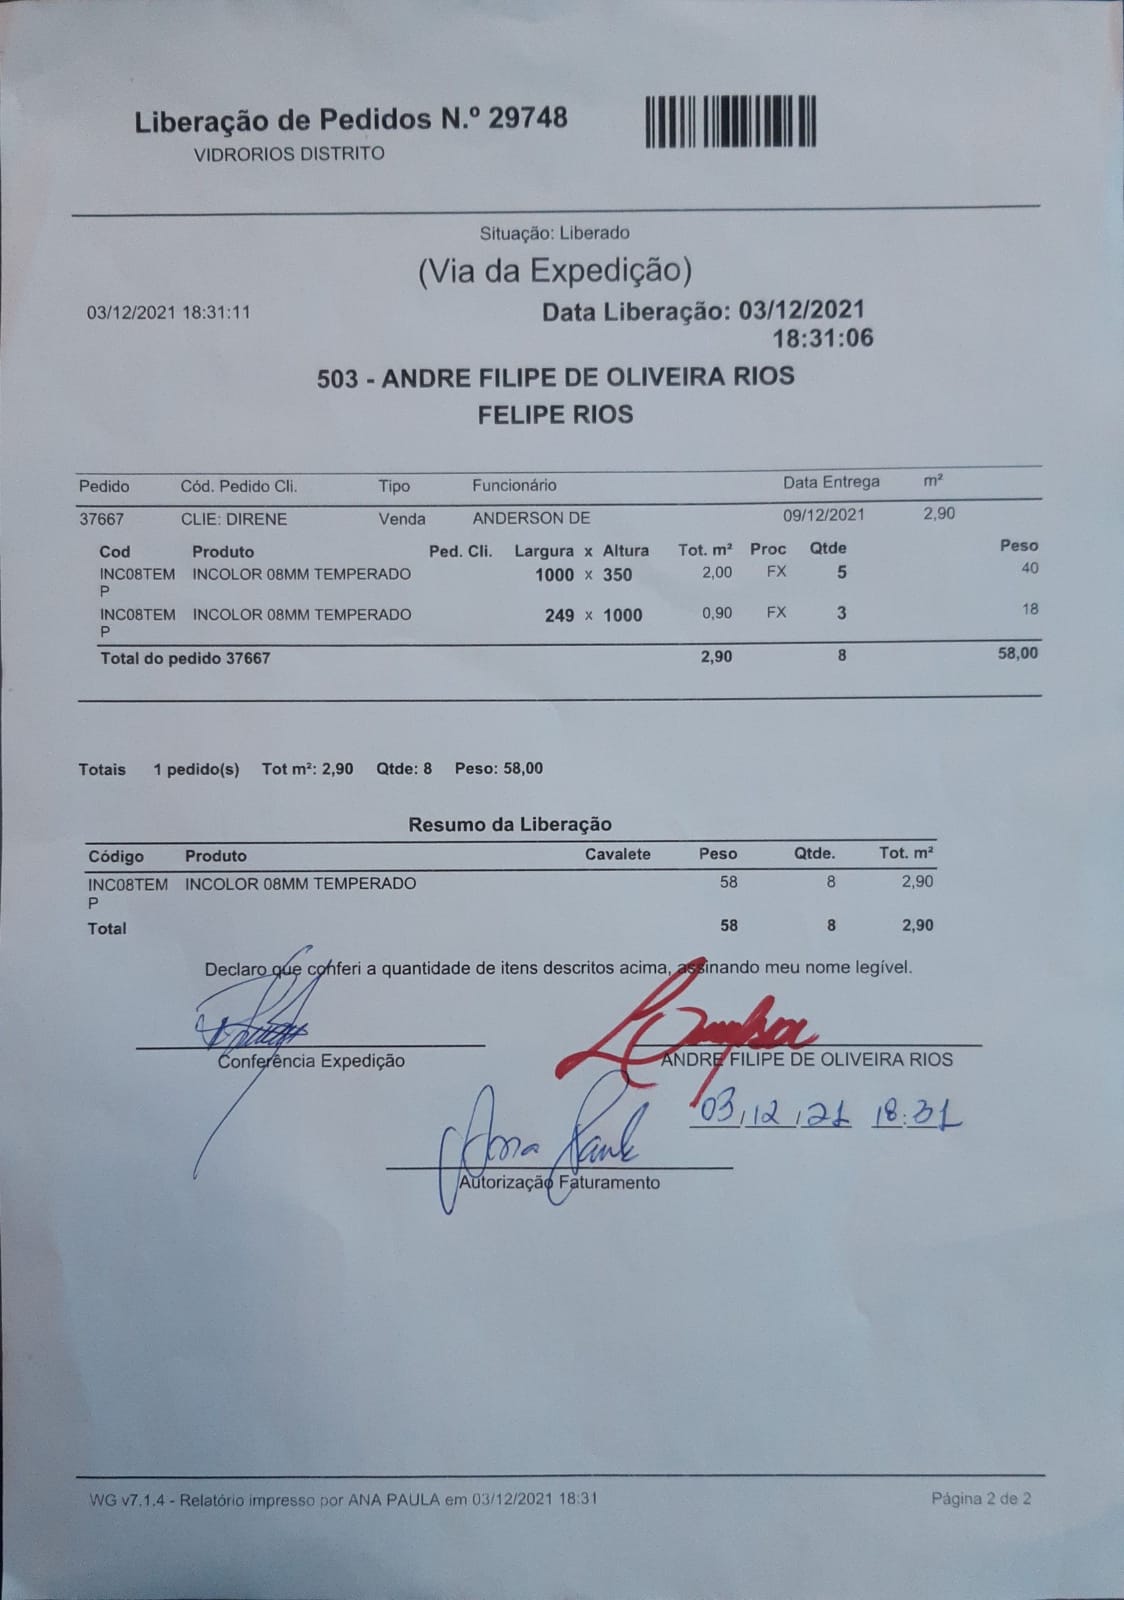 Liberação de Pedidos N.º 29748
VIDRORIOS DISTRITO
Situação: Liberado
(Via da Expedição)
03/12/2021 18:31:11 Data Liberação: 03/12/2021
18:31:06
503 - ANDRE FILIPE DE OLIVEIRA RIOS
FELIPE RIOS
Pedido Cód. Pedido Cli. Tipo Funcionário Data Entrega m²
37667 CLIE: DIRENE Venda ANDERSON DE 09/12/2021 2,90
Cod Produto Ped. Cli. Largura x Altura Tot. m² Proc Qtde Peso
INC08TEM INCOLOR 08MM TEMPERADO 1000 x 350 2,00 FX 5 40
P
INC08TEM INCOLOR 08MM TEMPERADO 249 x 1000 0,90 FX 3 18
P
Total do pedido 37667 2,90 8 58,00
Totais 1 pedido(s) Tot m²: 2,90 Qtde: 8 Peso: 58,00
Resumo da Liberação
Código Produto Cavalete Peso Qtde. Tot. m²
INC08TEM INCOLOR 08MM TEMPERADO 58 8 2,90
P
Total 58 8 2,90
Declaro que conferi a quantidade de itens descritos acima, assinando meu nome legível.
Conferência Expedição ANDRE FILIPE DE OLIVEIRA RIOS
03/12/21 18:31
Ana Paula
Autorização Faturamento
WG v7.1.4 - Relatório impresso por ANA PAULA em 03/12/2021 18:31 Página 2 de 2